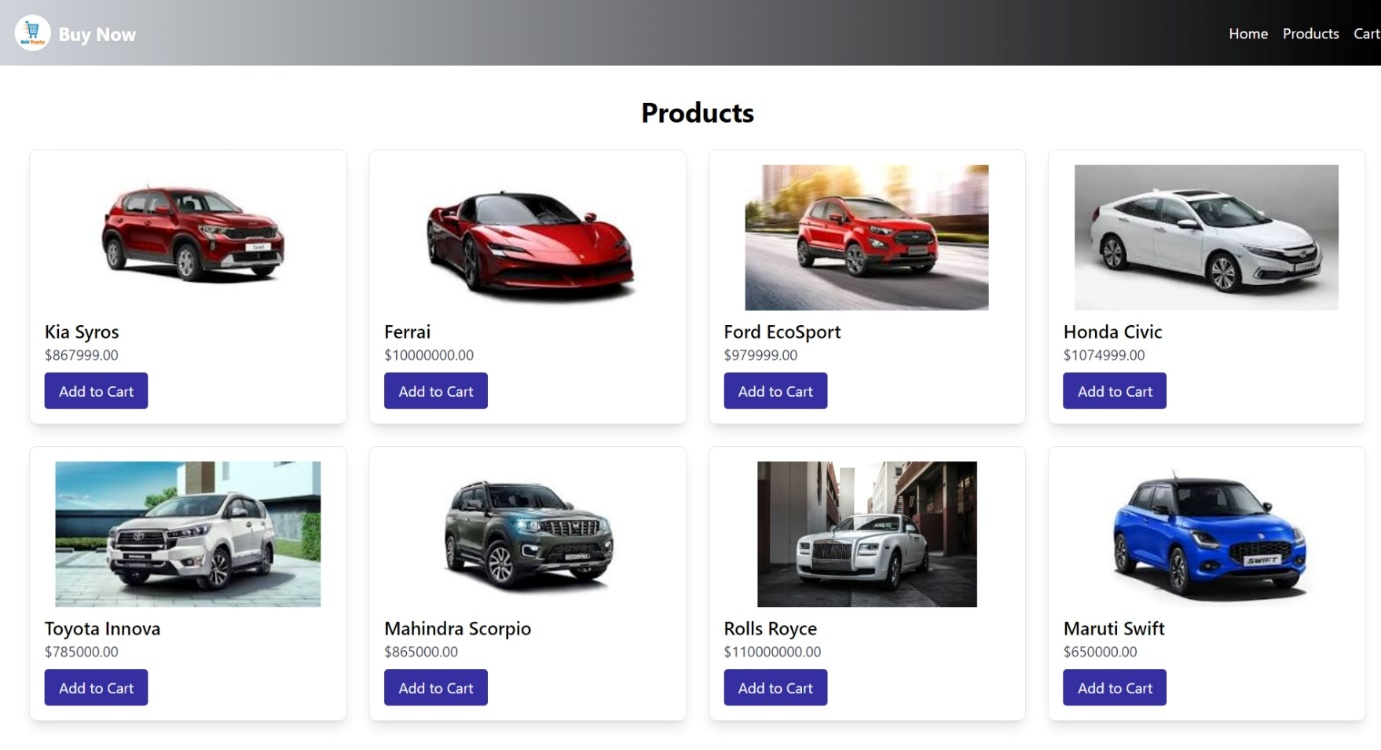 Buy Now
Home Products Cart
Products
Kia Syros
$867999.00
Add to Cart
Ferrai
$10000000.00
Add to Cart
Ford EcoSport
$979999.00
Add to Cart
Honda Civic
$1074999.00
Add to Cart
Toyota Innova
$785000.00
Add to Cart
Mahindra Scorpio
$865000.00
Add to Cart
Rolls Royce
$110000000.00
Add to Cart
SWIFT
Maruti Swift
$650000.00
Add to Cart